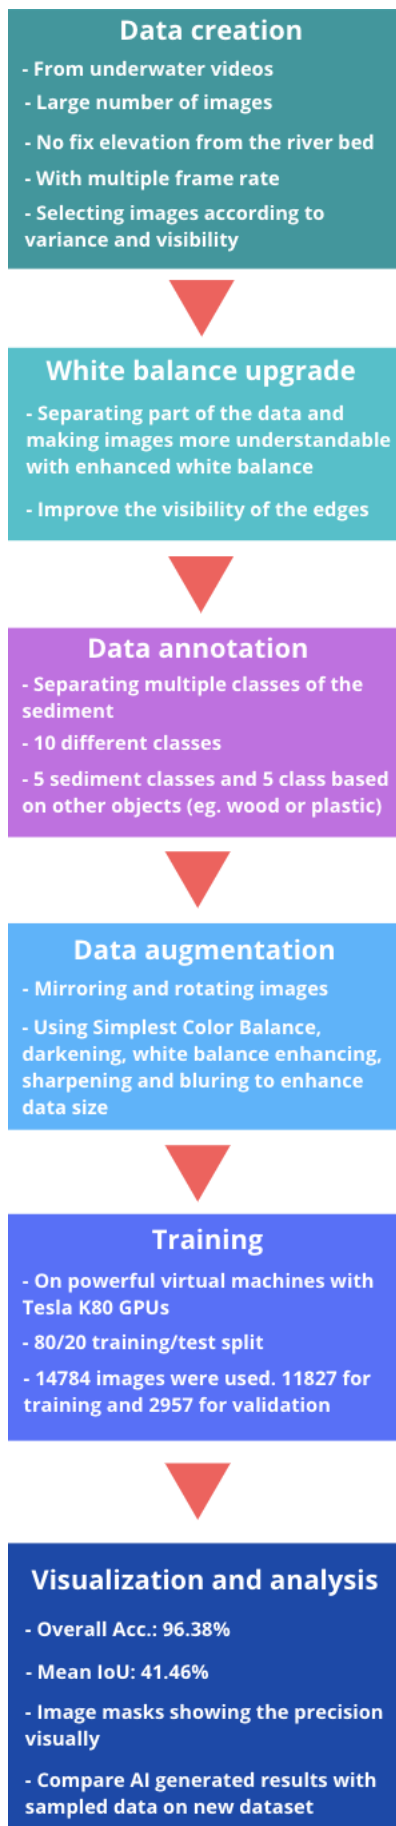 Data creation
- From underwater videos
- Large number of images
- No fix elevation from the river bed
- With multiple frame rate
- Selecting images according to
variance and visibility
White balance upgrade
- Separating part of the data and
making images more understandable
with enhanced white balance
- Improve the visibility of the edges
Data annotation
- Separating multiple classes of the
sediment
- 10 different classes
- 5 sediment classes and 5 class based
on other objects (eg. wood or plastic)
Data augmentation
- Mirroring and rotating images
- Using Simplest Color Balance,
darkening, white balance enhancing,
sharpening and bluring to enhance
data size
Training
- On powerful virtual machines with
Tesla K80 GPUs
- 80/20 training/test split
- 14784 images were used. 11827 for
training and 2957 for validation
Visualization and analysis
- Overall Acc.: 96.38%
- Mean IoU: 41.46%
- Image masks showing the precision
visually
- Compare AI generated results with
sampled data on new dataset